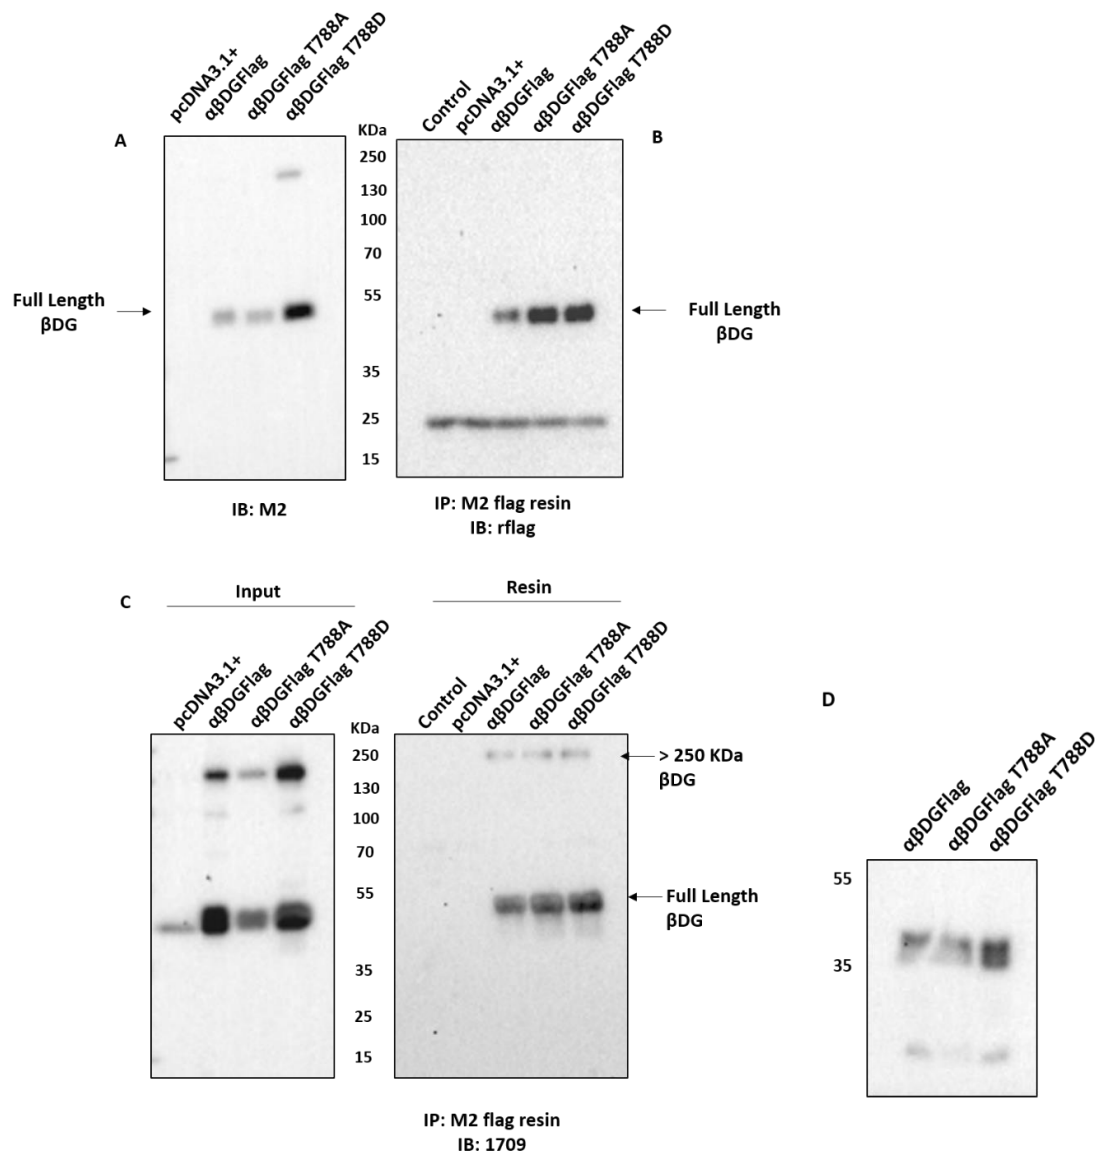 pcDNA3.1+
αβDGFlag
αβDGFlag T788A
αβDGFlag T788D
Control
pcDNA3.1+
αβDGFlag
αβDGFlag T788A
αβDGFlag T788D
A
KDa
B
250
130
100
70
55
35
25
15
Full Length
βDG
Full Length
βDG
IB: M2
IP: M2 flag resin
IB: rflag
C
Input
Resin
pcDNA3.1+
αβDGFlag
αβDGFlag T788A
αβDGFlag T788D
Control
pcDNA3.1+
αβDGFlag
αβDGFlag T788A
αβDGFlag T788D
KDa
250
130
100
70
55
35
25
15
> 250 KDa
βDG
Full Length
βDG
IP: M2 flag resin
IB: 1709
D
αβDGFlag
αβDGFlag T788A
αβDGFlag T788D
55
35